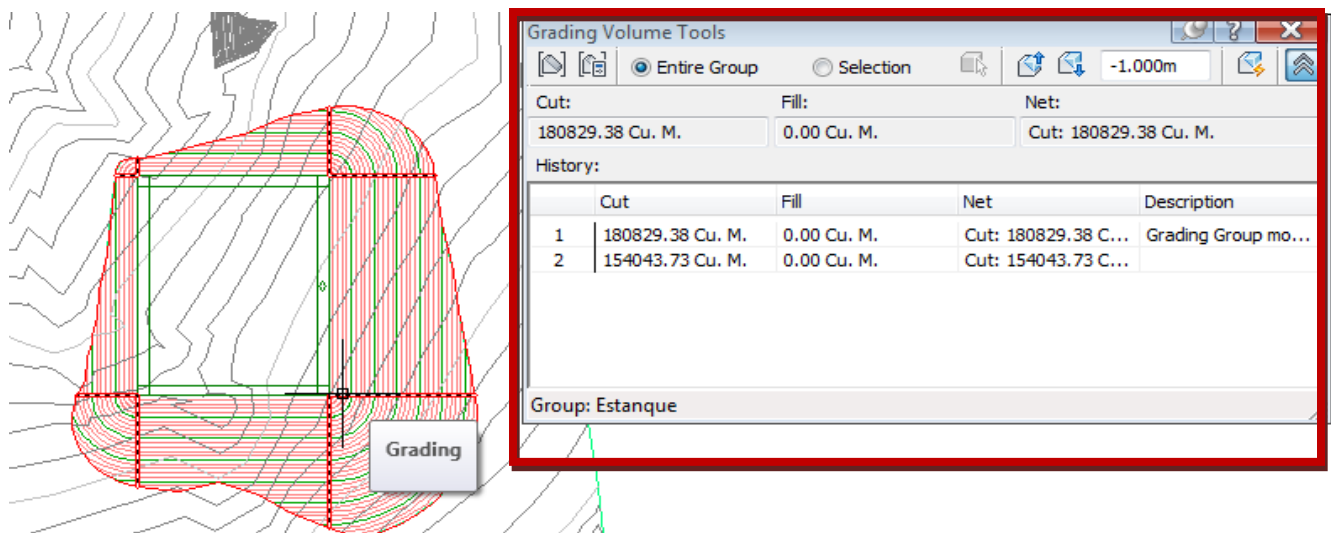 Grading Volume Tools
Entire Group Selection -1.000m
Cut: Fill: Net:
180829.38 Cu. M. 0.00 Cu. M. Cut: 180829.38 Cu. M.
History:
Cut Fill Net Description
1 180829.38 Cu. M. 0.00 Cu. M. Cut: 180829.38 C... Grading Group mo...
2 154043.73 Cu. M. 0.00 Cu. M. Cut: 154043.73 C...
Group: Estanque
Grading